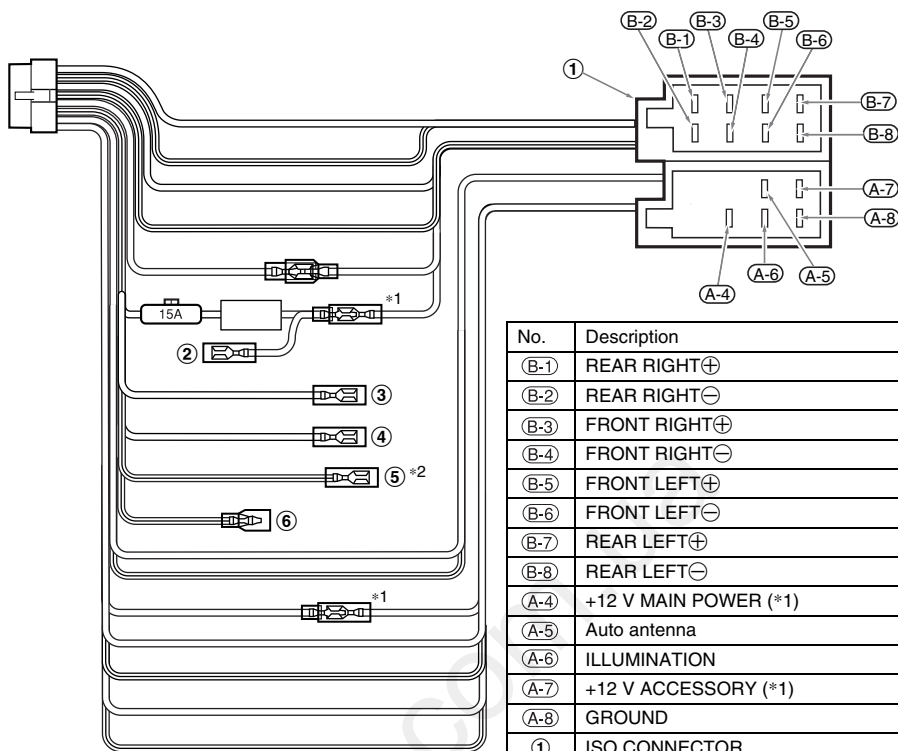 B-2 B-3 B-5
B-1 B-4 B-6
①
B-7
B-8
A-7
A-8
A-6 A-5
A-4
*1
15A
②
③
④
⑤ *2
⑥
*1
No. Description
B-1 REAR RIGHT⊕
B-2 REAR RIGHT⊖
B-3 FRONT RIGHT⊕
B-4 FRONT RIGHT⊖
B-5 FRONT LEFT⊕
B-6 FRONT LEFT⊖
B-7 REAR LEFT⊕
B-8 REAR LEFT⊖
A-4 +12 V MAIN POWER (*1)
A-5 Auto antenna
A-6 ILLUMINATION
A-7 +12 V ACCESSORY (*1)
A-8 GROUND
① ISO CONNECTOR
com.ua